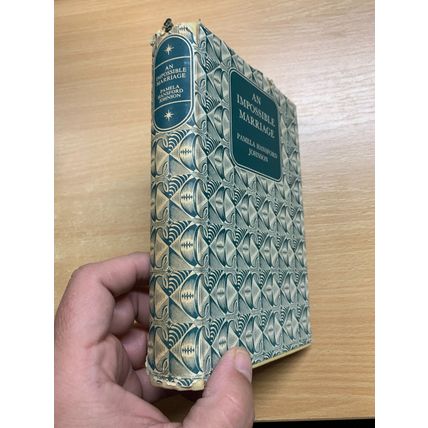 AN
IMPOSSIBLE
MARRIAGE
PAMELA
HANSFORD
JOHNSON
AN
IMPOSSIBLE
MARRIAGE
PAMELA HANSFORD
JOHNSON